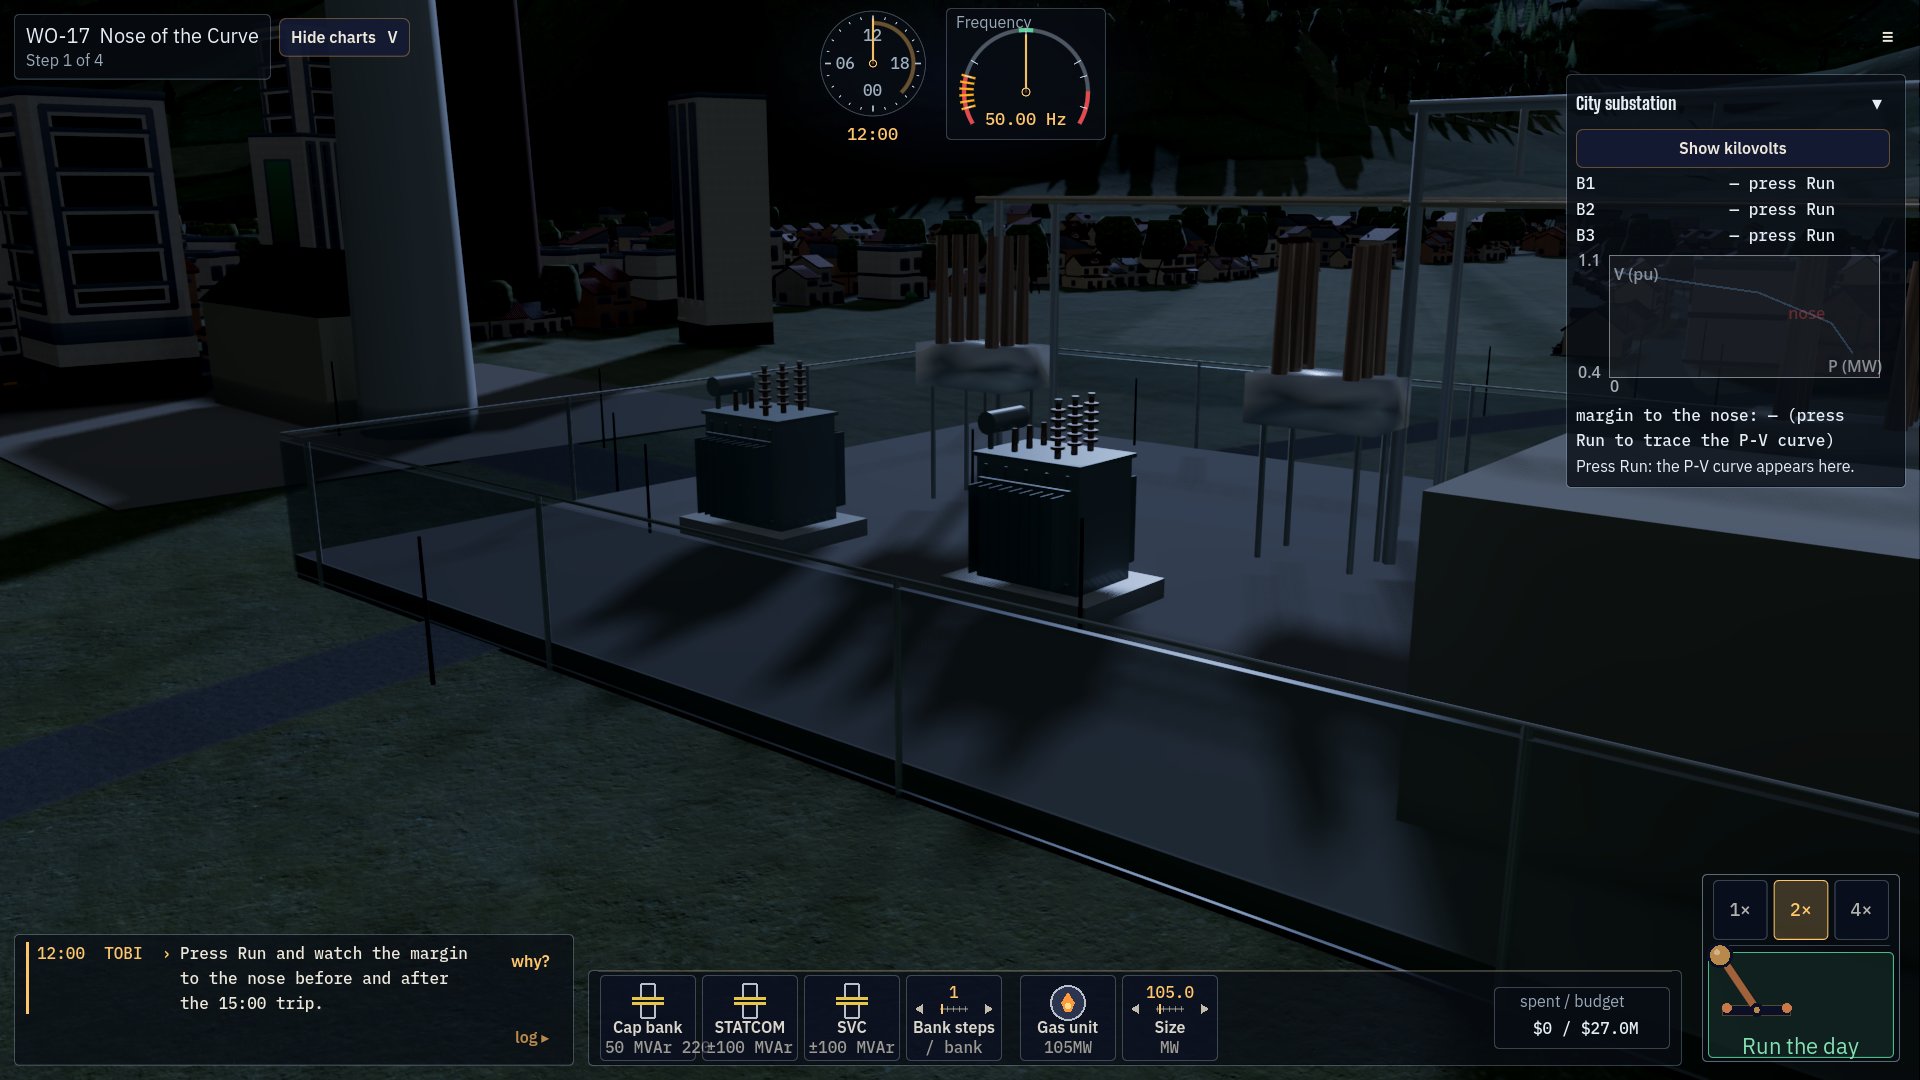 WO-17 Nose of the Curve
Step 1 of 4
Hide charts V
12
06
18
00
12:00
Frequency
50.00 Hz
≡
City substation ▼
Show kilovolts
B1 — press Run
B2 — press Run
B3 — press Run
1.1
V (pu)
nose
P (MW)
0.4
0
margin to the nose: — (press
Run to trace the P-V curve)
Press Run: the P-V curve appears here.
12:00 TOBI › Press Run and watch the margin
to the nose before and after
the 15:00 trip.
why?
log ▸
Cap bank
50 MVAr 220
STATCOM
±100 MVAr
SVC
±100 MVAr
1
Bank steps
/ bank
Gas unit
105MW
105.0
Size
MW
spent / budget
$0 / $27.0M
1×
2×
4×
Run the day